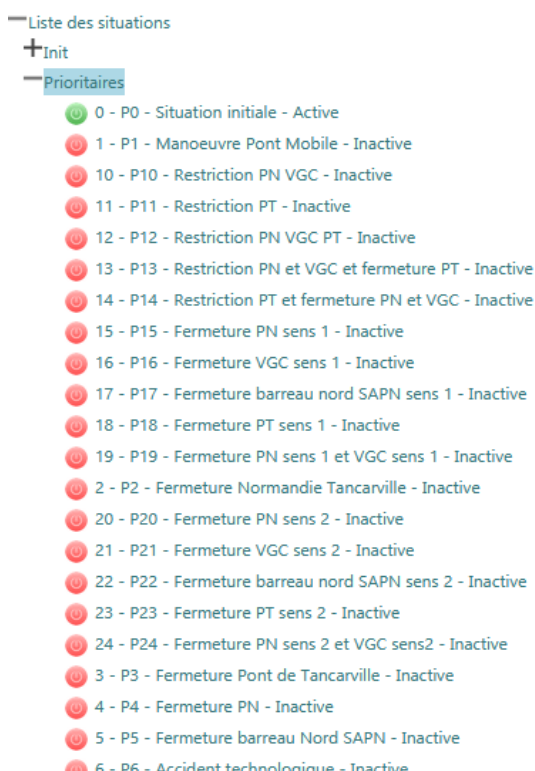 Liste des situations
Init
Prioritaires
0 - P0 - Situation initiale - Active
1 - P1 - Manoeuvre Pont Mobile - Inactive
10 - P10 - Restriction PN VGC - Inactive
11 - P11 - Restriction PT - Inactive
12 - P12 - Restriction PN VGC PT - Inactive
13 - P13 - Restriction PN et VGC et fermeture PT - Inactive
14 - P14 - Restriction PT et fermeture PN et VGC - Inactive
15 - P15 - Fermeture PN sens 1 - Inactive
16 - P16 - Fermeture VGC sens 1 - Inactive
17 - P17 - Fermeture barreau nord SAPN sens 1 - Inactive
18 - P18 - Fermeture PT sens 1 - Inactive
19 - P19 - Fermeture PN sens 1 et VGC sens 1 - Inactive
2 - P2 - Fermeture Normandie Tancarville - Inactive
20 - P20 - Fermeture PN sens 2 - Inactive
21 - P21 - Fermeture VGC sens 2 - Inactive
22 - P22 - Fermeture barreau nord SAPN sens 2 - Inactive
23 - P23 - Fermeture PT sens 2 - Inactive
24 - P24 - Fermeture PN sens 2 et VGC sens2 - Inactive
3 - P3 - Fermeture Pont de Tancarville - Inactive
4 - P4 - Fermeture PN - Inactive
5 - P5 - Fermeture barreau Nord SAPN - Inactive
6 - P6 - Accident technologique - Inactive